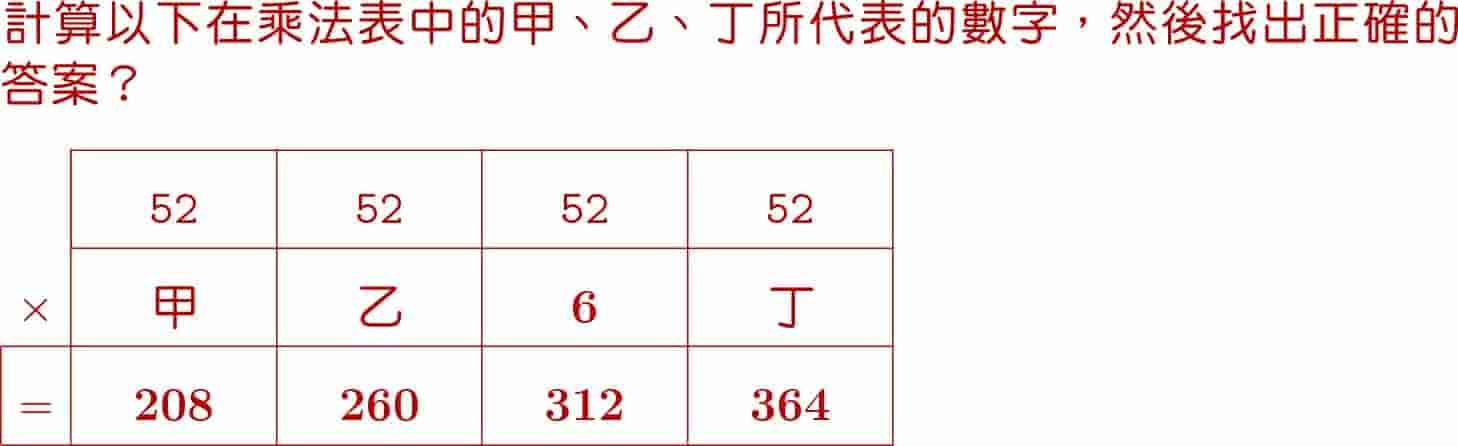 計算以下在乘法表中的甲、乙、丁所代表的數字，然後找出正確的
答案？
52 52 52 52
× 甲 乙 6 丁
= 208 260 312 364